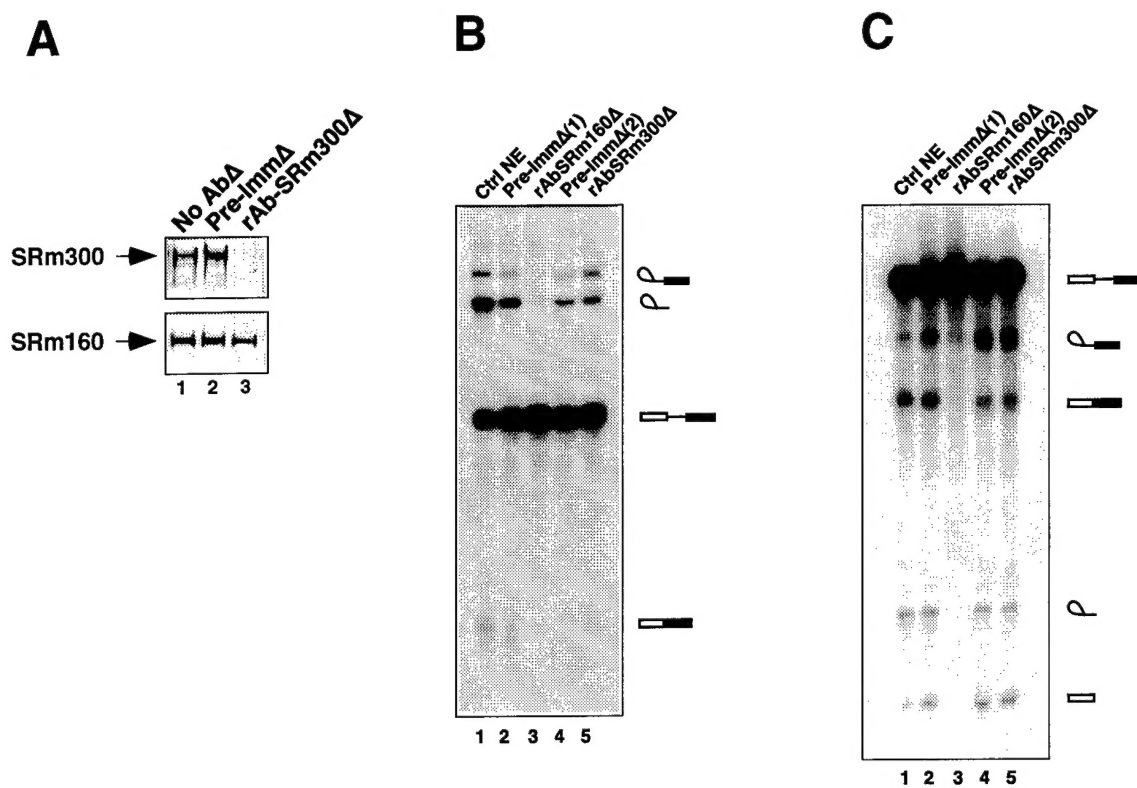 A
No AbΔ
Pre-ImmΔ
rAb-SRm300Δ
SRm300
SRm160
1 2 3
B
Ctrl NE
Pre-ImmΔ(1)
rAbSRm160Δ
Pre-ImmΔ(2)
rAbSRm300Δ
1 2 3 4 5
C
Ctrl NE
Pre-ImmΔ(1)
rAbSRm160Δ
Pre-ImmΔ(2)
rAbSRm300Δ
1 2 3 4 5